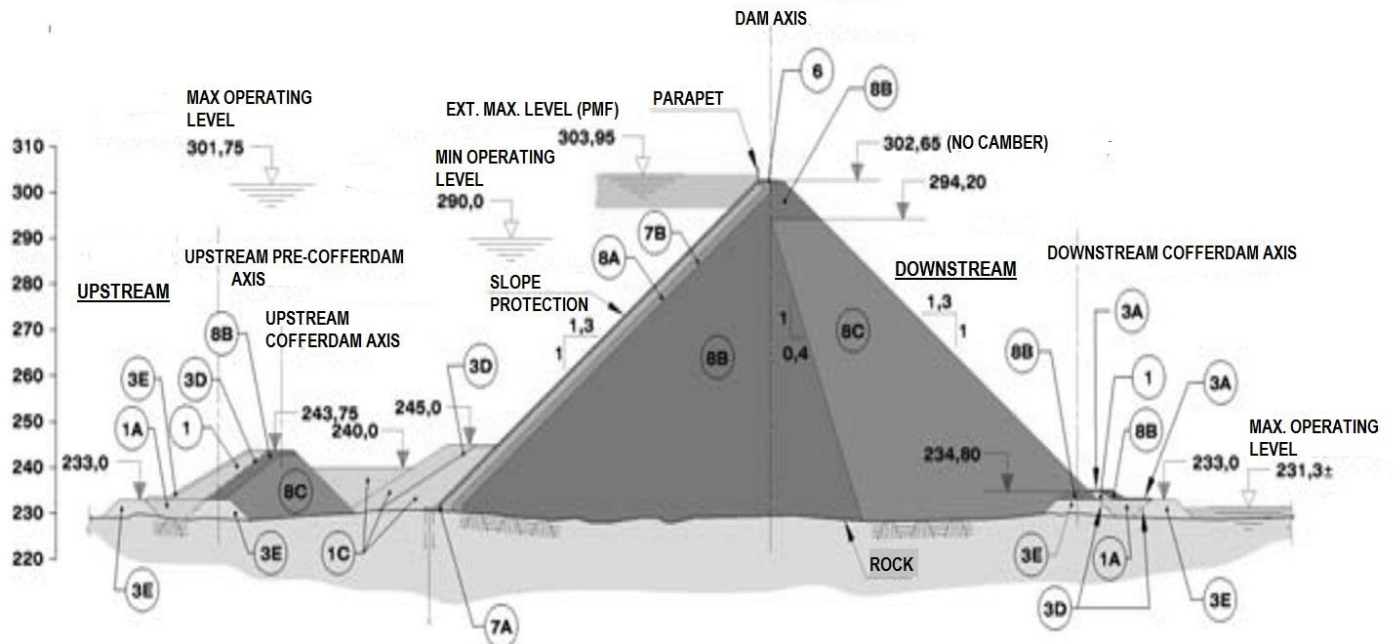 DAM AXIS
6
8B
MAX OPERATING
LEVEL
301,75
EXT. MAX. LEVEL (PMF)
303,95
PARAPET
302,65 (NO CAMBER)
MIN OPERATING
LEVEL
290,0
294,20
310
300
290
280
270
260
250
240
230
220
7B
8A
UPSTREAM PRE-COFFERDAM
AXIS
UPSTREAM
SLOPE
PROTECTION
DOWNSTREAM
DOWNSTREAM COFFERDAM AXIS
UPSTREAM
COFFERDAM AXIS
8B
3D
3E
1A
1
1,3
1
1
0,4
8B
8C
1,3
1
3D
3A
8B
1
3A
8B
243,75
240,0
245,0
233,0
MAX. OPERATING
LEVEL
231,3±
233,0
234,80
8C
3E
3E
1C
7A
ROCK
3E
1A
3D
3E